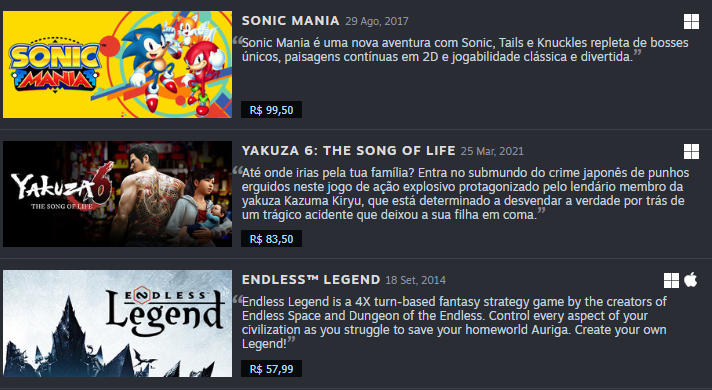 SONIC MANIA
SONIC MANIA 29 Ago, 2017
“Sonic Mania é uma nova aventura com Sonic, Tails e Knuckles repleta de bosses
únicos, paisagens contínuas em 2D e jogabilidade clássica e divertida.”
R$ 99,50
YAKUZA 6
THE SONG OF LIFE
YAKUZA 6: THE SONG OF LIFE 25 Mar, 2021
“Até onde irias pela tua família? Entra no submundo do crime japonês de punhos
erguidos neste jogo de ação explosivo protagonizado pelo lendário membro da
yakuza Kazuma Kiryu, que está determinado a desvendar a verdade por trás de
um trágico acidente que deixou a sua filha em coma.”
R$ 83,50
ENDLESS
Legend
ENDLESS™ LEGEND 18 Set, 2014
“Endless Legend is a 4X turn-based fantasy strategy game by the creators of
Endless Space and Dungeon of the Endless. Control every aspect of your
civilization as you struggle to save your homeworld Auriga. Create your own
Legend!”
R$ 57,99